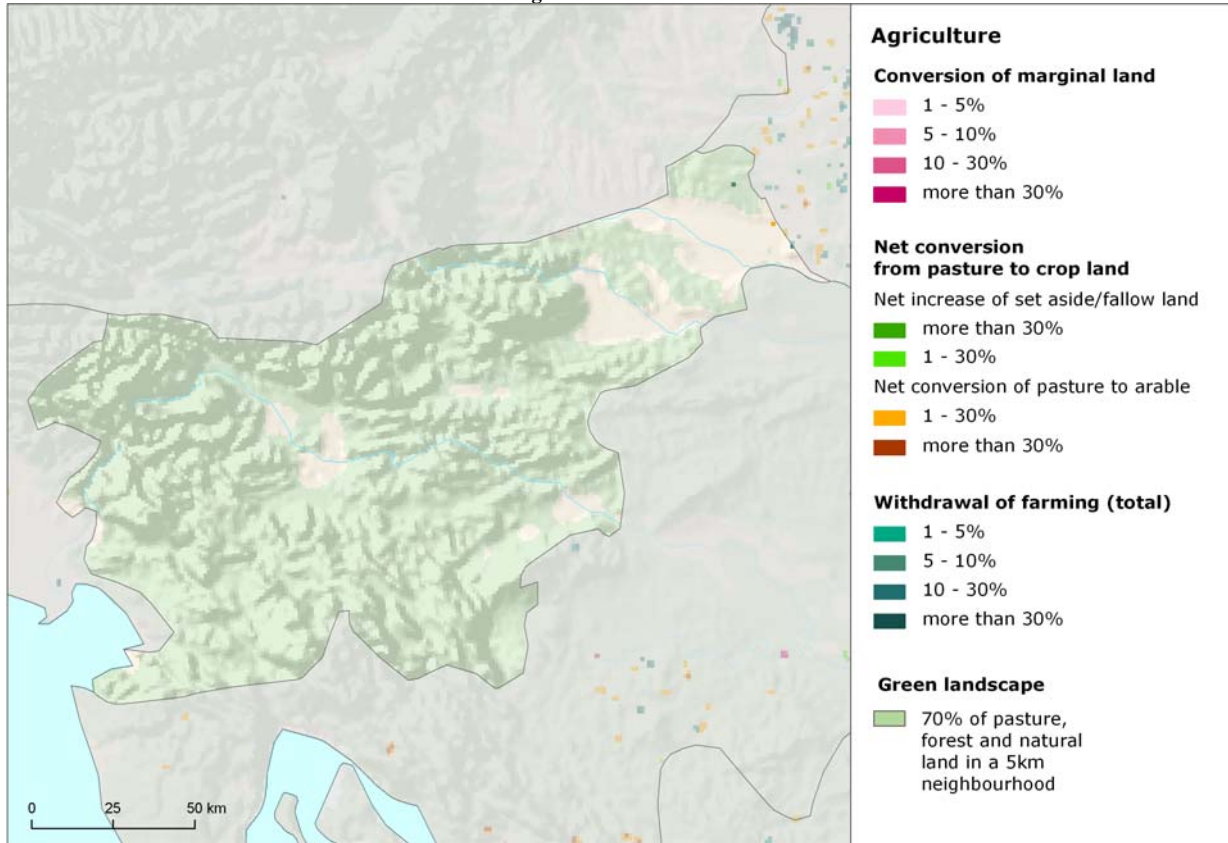 Agriculture
Conversion of marginal land
1 - 5%
5 - 10%
10 - 30%
more than 30%
Net conversion
from pasture to crop land
Net increase of set aside/fallow land
more than 30%
1 - 30%
Net conversion of pasture to arable
1 - 30%
more than 30%
Withdrawal of farming (total)
1 - 5%
5 - 10%
10 - 30%
more than 30%
Green landscape
70% of pasture,
forest and natural
land in a 5km
neighbourhood
0 25 50 km